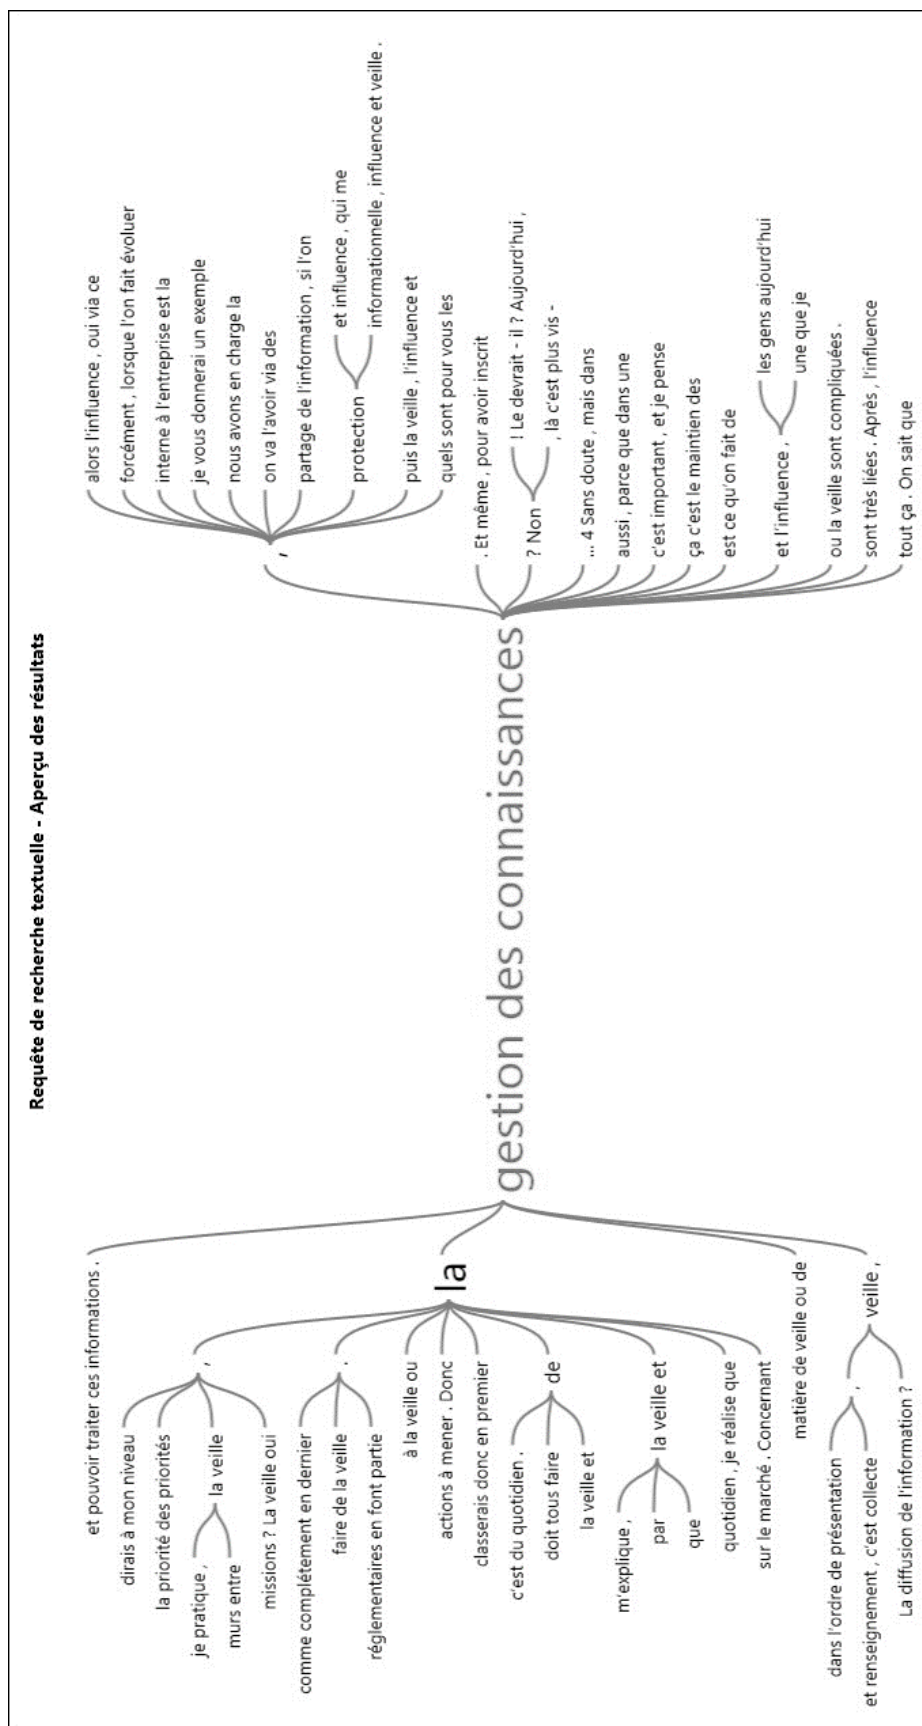 Requête de recherche textuelle - Aperçu des résultats
et pouvoir traiter ces informations .
dirais à mon niveau
la priorité des priorités
je pratique ,
murs entre
la veille
missions ? La veille oui
,
comme complétement en dernier
faire de la veille
réglementaires en font partie
.
à la veille ou
actions à mener . Donc
classerais donc en premier
c'est du quotidien .
doit tous faire
la veille et
de
m'explique ,
par
que
la veille et
quotidien , je réalise que
sur le marché . Concernant
la
matière de veille ou de
dans l'ordre de présentation
et renseignement , c'est collecte
,
La diffusion de l'information ?
veille ,
gestion des connaissances
,
alors l'influence , oui via ce
forcément , lorsque l'on fait évoluer
interne à l'entreprise est la
je vous donnerai un exemple
nous avons en charge la
on va l'avoir via des
partage de l'information , si l'on
protection
et influence , qui me
informationnelle , influence et veille .
puis la veille , l'influence et
quels sont pour vous les
. Et même , pour avoir inscrit
? Non
! Le devrait - il ? Aujourd'hui ,
, là c'est plus vis -
... 4 Sans doute , mais dans
aussi , parce que dans une
c'est important , et je pense
ça c'est le maintien des
est ce qu'on fait de
et l'influence ,
les gens aujourd'hui
une que je
ou la veille sont compliquées .
sont très liées . Après , l'influence
tout ça . On sait que